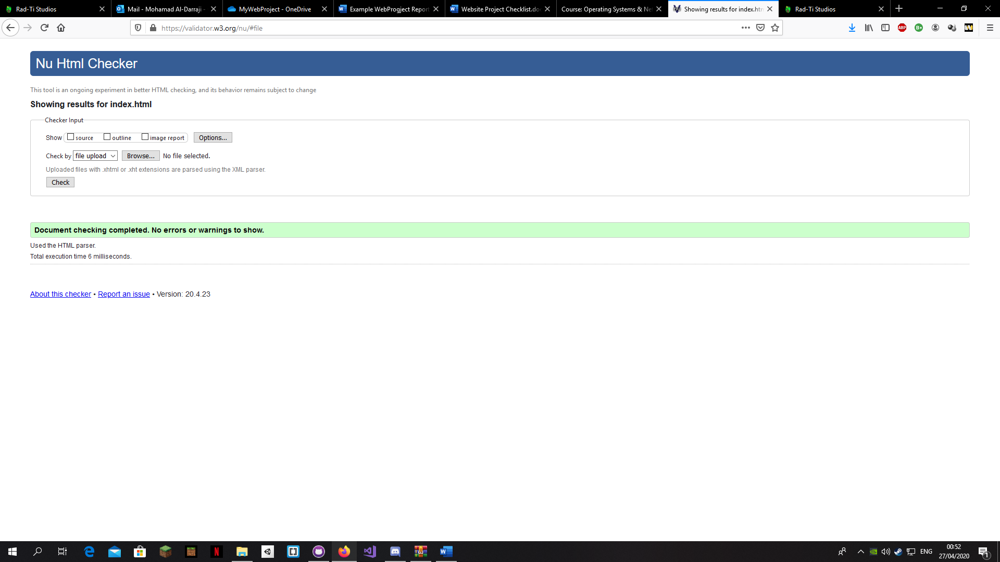 Rad-Ti Studios
Mail - Mohamad Al-Darraji -
MyWebProject - OneDrive
Example WebProgject Report
Website Project Checklist.do
Course: Operating Systems & Ne
Showing results for index.htm
Rad-Ti Studios
https://validator.w3.org/nu/#file
ABP
B+
Nu Html Checker
This tool is an ongoing experiment in better HTML checking, and its behavior remains subject to change
Showing results for index.html
Checker Input
Show source outline image report Options...
Check by file upload Browse... No file selected.
Uploaded files with .xhtml or .xht extensions are parsed using the XML parser.
Check
Document checking completed. No errors or warnings to show.
Used the HTML parser.
Total execution time 6 milliseconds.
About this checker • Report an issue • Version: 20.4.23
ENG
00:52
27/04/2020
1